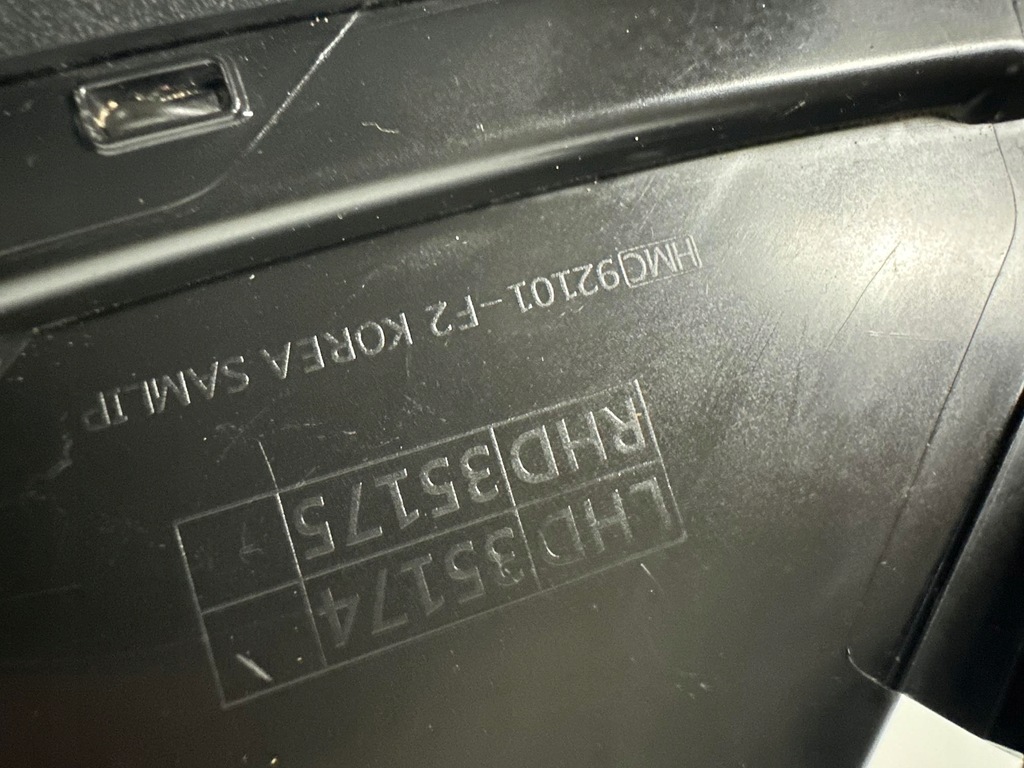 LHD 35174
RHD 35175
HMC 92101-F2 KOREA SAMLIP